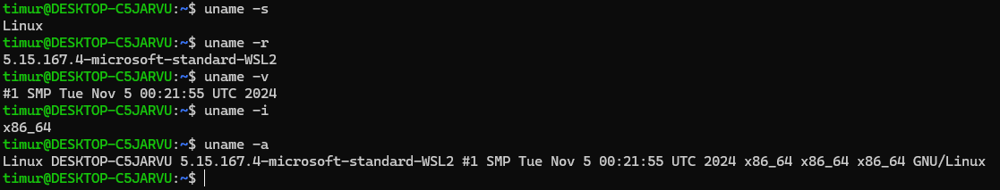 timur@DESKTOP-C5JARVU:~$ uname -s
Linux
timur@DESKTOP-C5JARVU:~$ uname -r
5.15.167.4-microsoft-standard-WSL2
timur@DESKTOP-C5JARVU:~$ uname -v
#1 SMP Tue Nov 5 00:21:55 UTC 2024
timur@DESKTOP-C5JARVU:~$ uname -i
x86_64
timur@DESKTOP-C5JARVU:~$ uname -a
Linux DESKTOP-C5JARVU 5.15.167.4-microsoft-standard-WSL2 #1 SMP Tue Nov 5 00:21:55 UTC 2024 x86_64 x86_64 x86_64 GNU/Linux
timur@DESKTOP-C5JARVU:~$